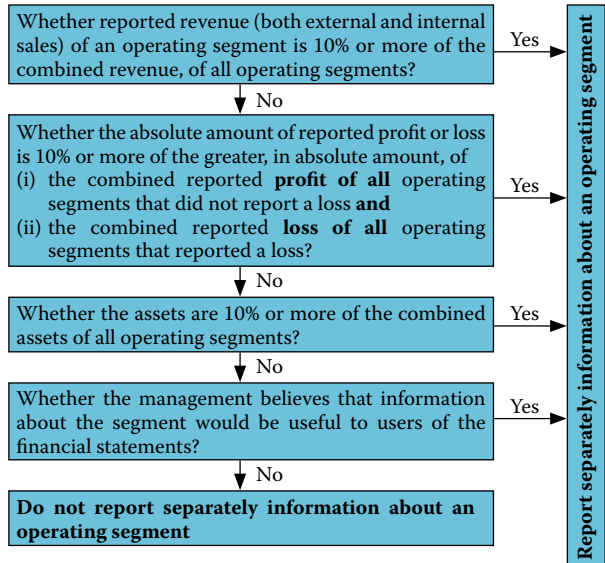 Whether reported revenue (both external and internal
sales) of an operating segment is 10% or more of the
combined revenue, of all operating segments?
Yes
No
Whether the absolute amount of reported profit or loss
is 10% or more of the greater, in absolute amount, of
(i) the combined reported profit of all operating
segments that did not report a loss and
(ii) the combined reported loss of all operating
segments that reported a loss?
Yes
No
Whether the assets are 10% or more of the combined
assets of all operating segments?
Yes
No
Whether the management believes that information
about the segment would be useful to users of the
financial statements?
Yes
No
Do not report separately information about an
operating segment
Report separately information about an operating segment